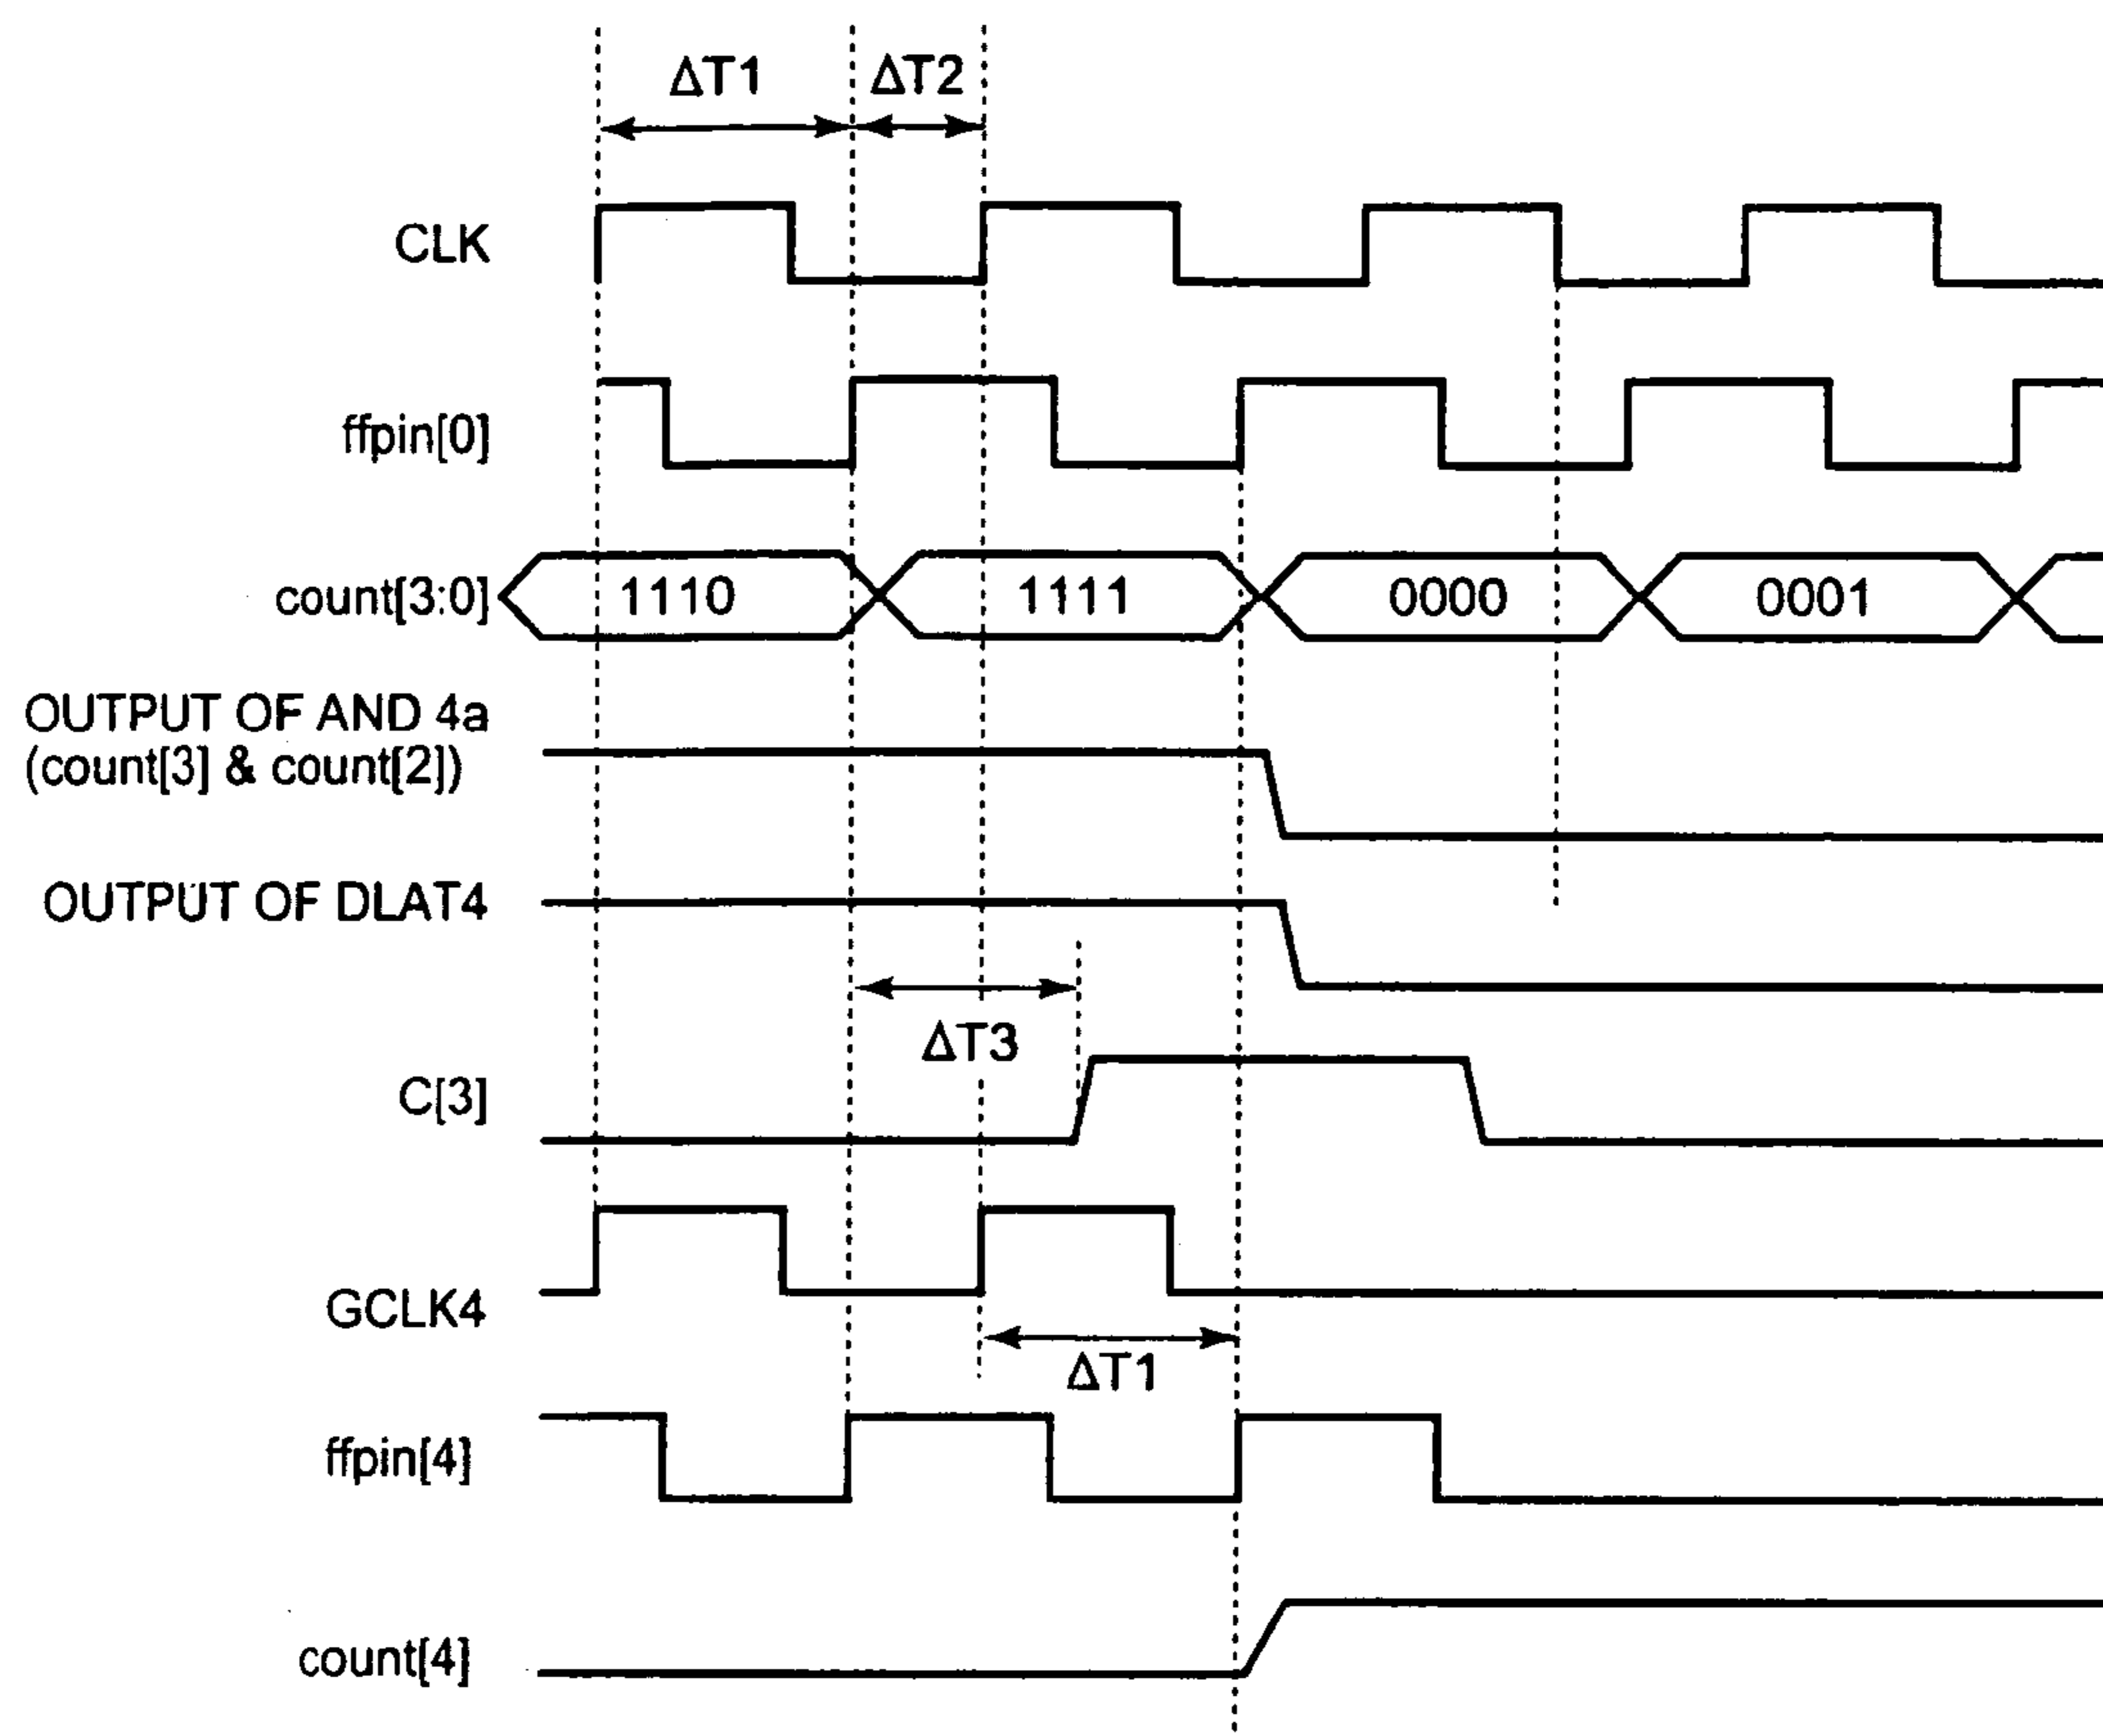 ΔT1
ΔT2
CLK
ffpin[0]
count[3:0]
1110
1111
0000
0001
OUTPUT OF AND 4a
(count[3] & count[2])
OUTPUT OF DLAT4
ΔT3
C[3]
GCLK4
ΔT1
ffpin[4]
count[4]